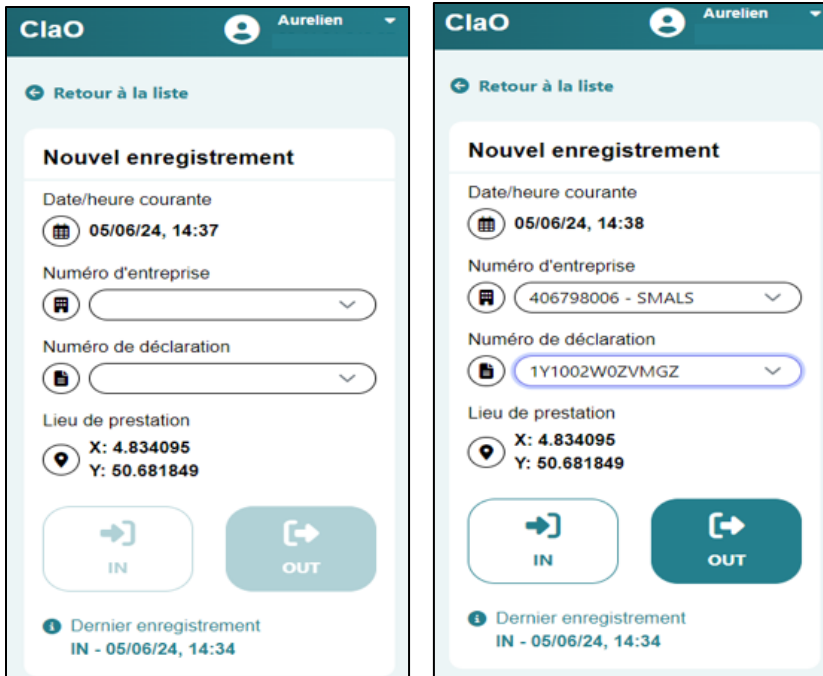 ClaO
Aurelien
Retour à la liste
Nouvel enregistrement
Date/heure courante
05/06/24, 14:37
Numéro d'entreprise
Numéro de déclaration
Lieu de prestation
X: 4.834095
Y: 50.681849
IN
OUT
Dernier enregistrement
IN - 05/06/24, 14:34
ClaO
Aurelien
Retour à la liste
Nouvel enregistrement
Date/heure courante
05/06/24, 14:38
Numéro d'entreprise
406798006 - SMALS
Numéro de déclaration
1Y1002W0ZVMGZ
Lieu de prestation
X: 4.834095
Y: 50.681849
IN
OUT
Dernier enregistrement
IN - 05/06/24, 14:34